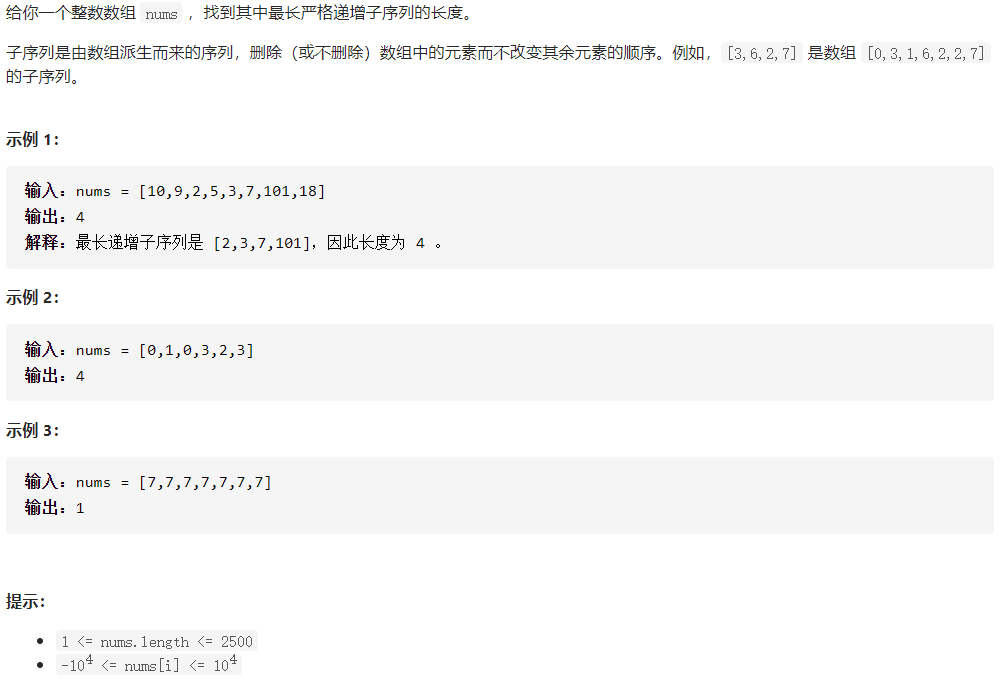 给你一个整数数组 nums ，找到其中最长严格递增子序列的长度。
子序列是由数组派生而来的序列，删除（或不删除）数组中的元素而不改变其余元素的顺序。例如，[3,6,2,7] 是数组 [0,3,1,6,2,2,7]
的子序列。
示例 1：
输入：nums = [10,9,2,5,3,7,101,18]
输出：4
解释：最长递增子序列是 [2,3,7,101]，因此长度为 4 。
示例 2：
输入：nums = [0,1,0,3,2,3]
输出：4
示例 3：
输入：nums = [7,7,7,7,7,7,7]
输出：1
提示：
• 1 <= nums.length <= 2500
• -10⁴ <= nums[i] <= 10⁴